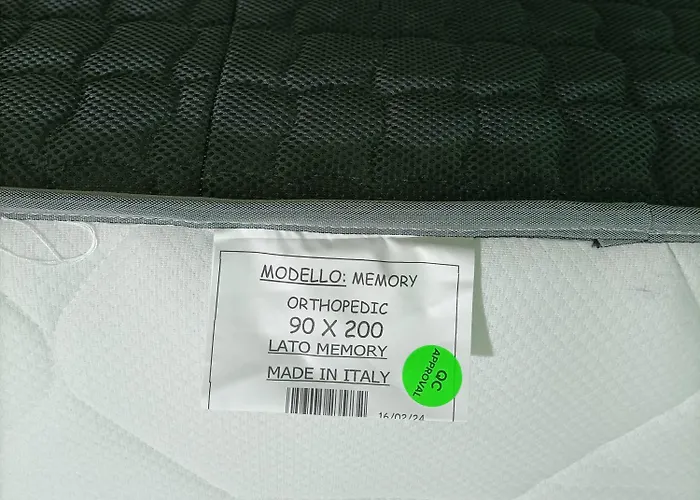 MODELLO: MEMORY
ORTHOPEDIC
90 X 200
LATO MEMORY
MADE IN ITALY
QC
APPROVAL
16/02/24